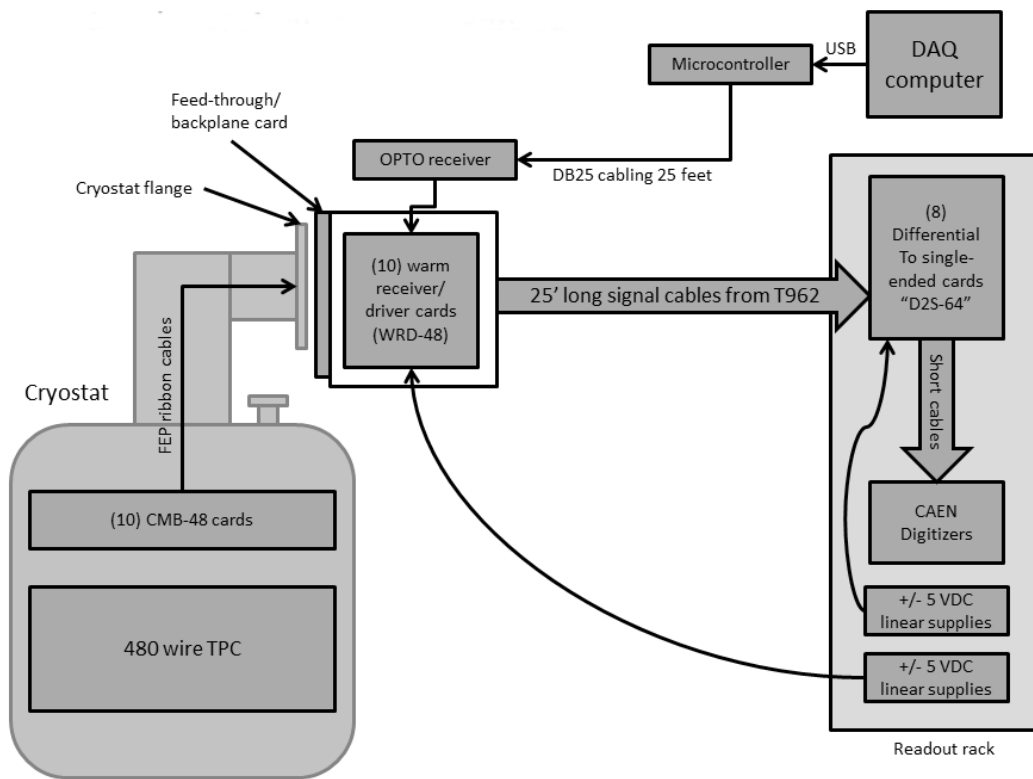 USB
DAQ
computer
Microcontroller
Feed-through/
backplane card
OPTO receiver
DB25 cabling 25 feet
Cryostat flange
(10) warm
receiver/
driver cards
(WRD-48)
25’ long signal cables from T962
(8)
Differential
To single-
ended cards
“D2S-64”
Short cables
Cryostat
FEP ribbon cables
(10) CMB-48 cards
CAEN
Digitizers
480 wire TPC
+/- 5 VDC
linear supplies
+/- 5 VDC
linear supplies
Readout rack